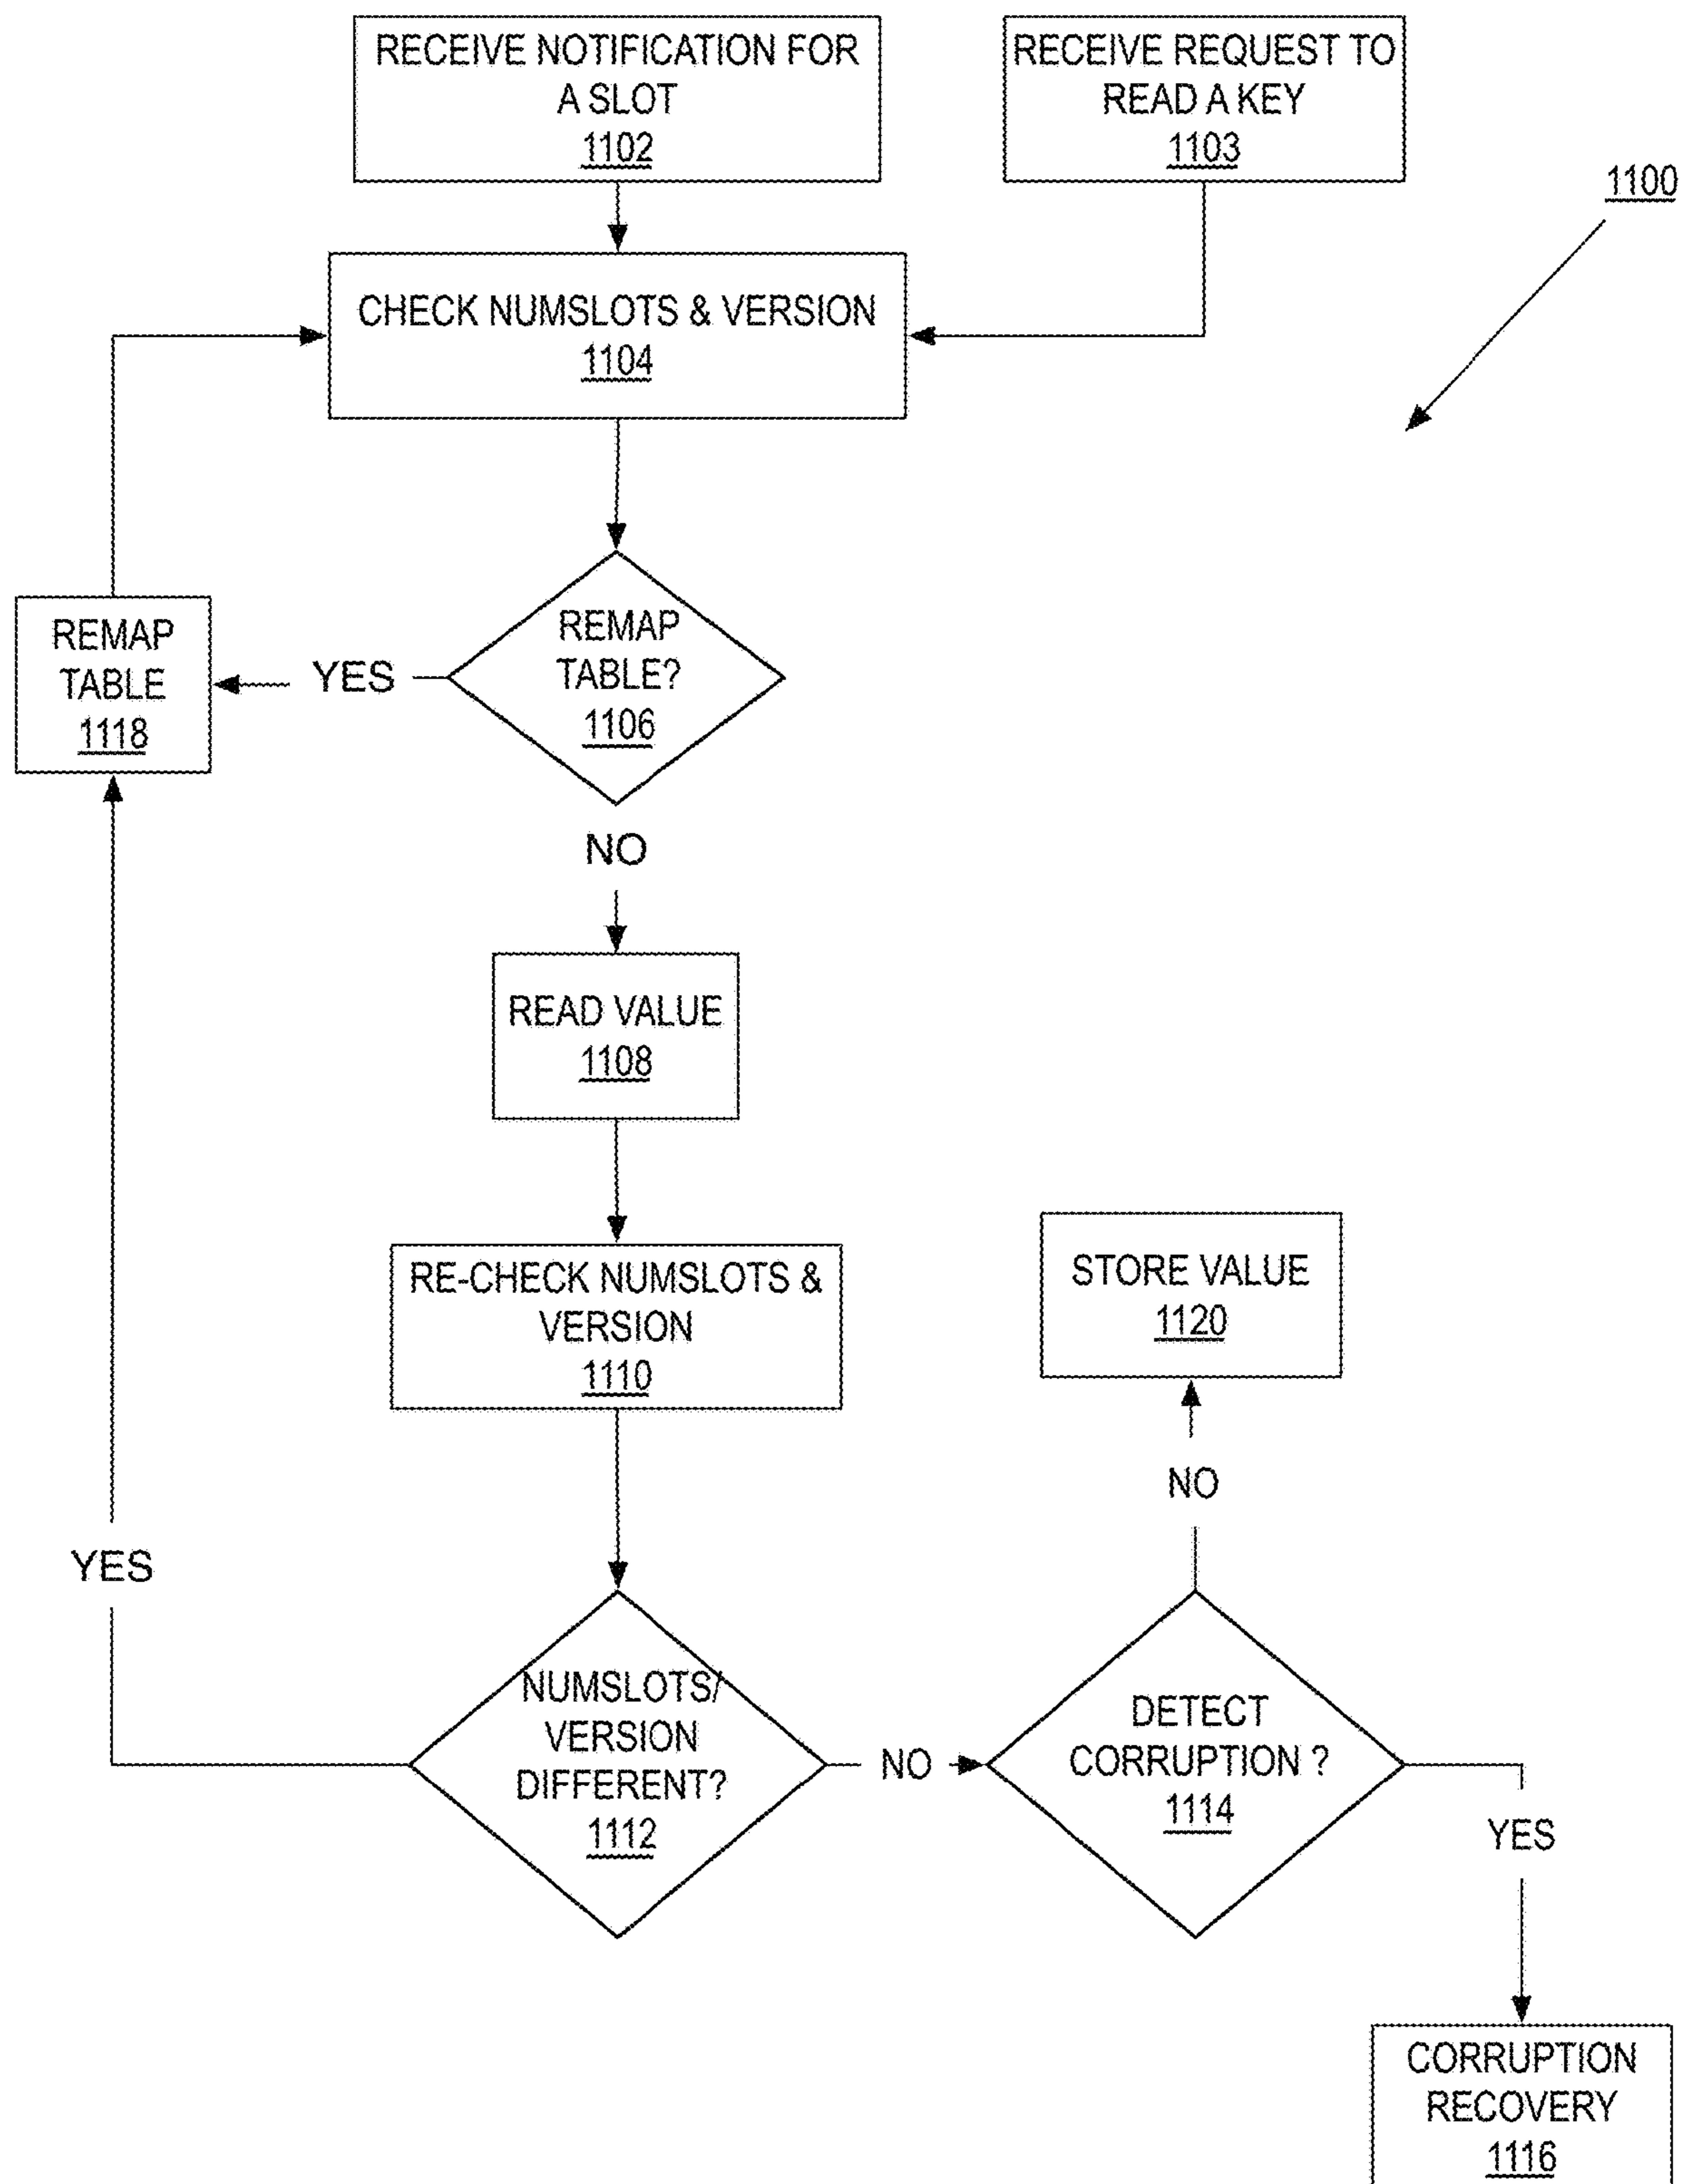 RECEIVE NOTIFICATION FOR
A SLOT
1102
RECEIVE REQUEST TO
READ A KEY
1103
1100
CHECK NUMSLOTS & VERSION
1104
REMAP
TABLE?
1106
YES
REMAP
TABLE
1118
NO
READ VALUE
1108
RE-CHECK NUMSLOTS &
VERSION
1110
STORE VALUE
1120
NO
YES
NUMSLOTS/
VERSION
DIFFERENT?
1112
NO
DETECT
CORRUPTION ?
1114
YES
CORRUPTION
RECOVERY
1116